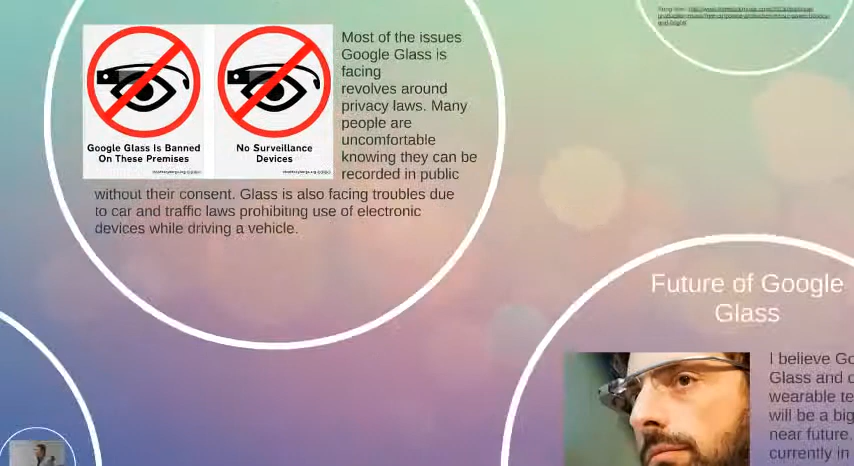 Most of the issues
Google Glass is
facing
revolves around
privacy laws. Many
people are
uncomfortable
knowing they can be
recorded in public
without their consent. Glass is also facing troubles due
to car and traffic laws prohibiting use of electronic
devices while driving a vehicle.
Google Glass Is Banned
On These Premises
No Surveillance
Devices
Future of Google
Glass
I believe Go
Glass and
wearable te
will be a big
near future.
currently in